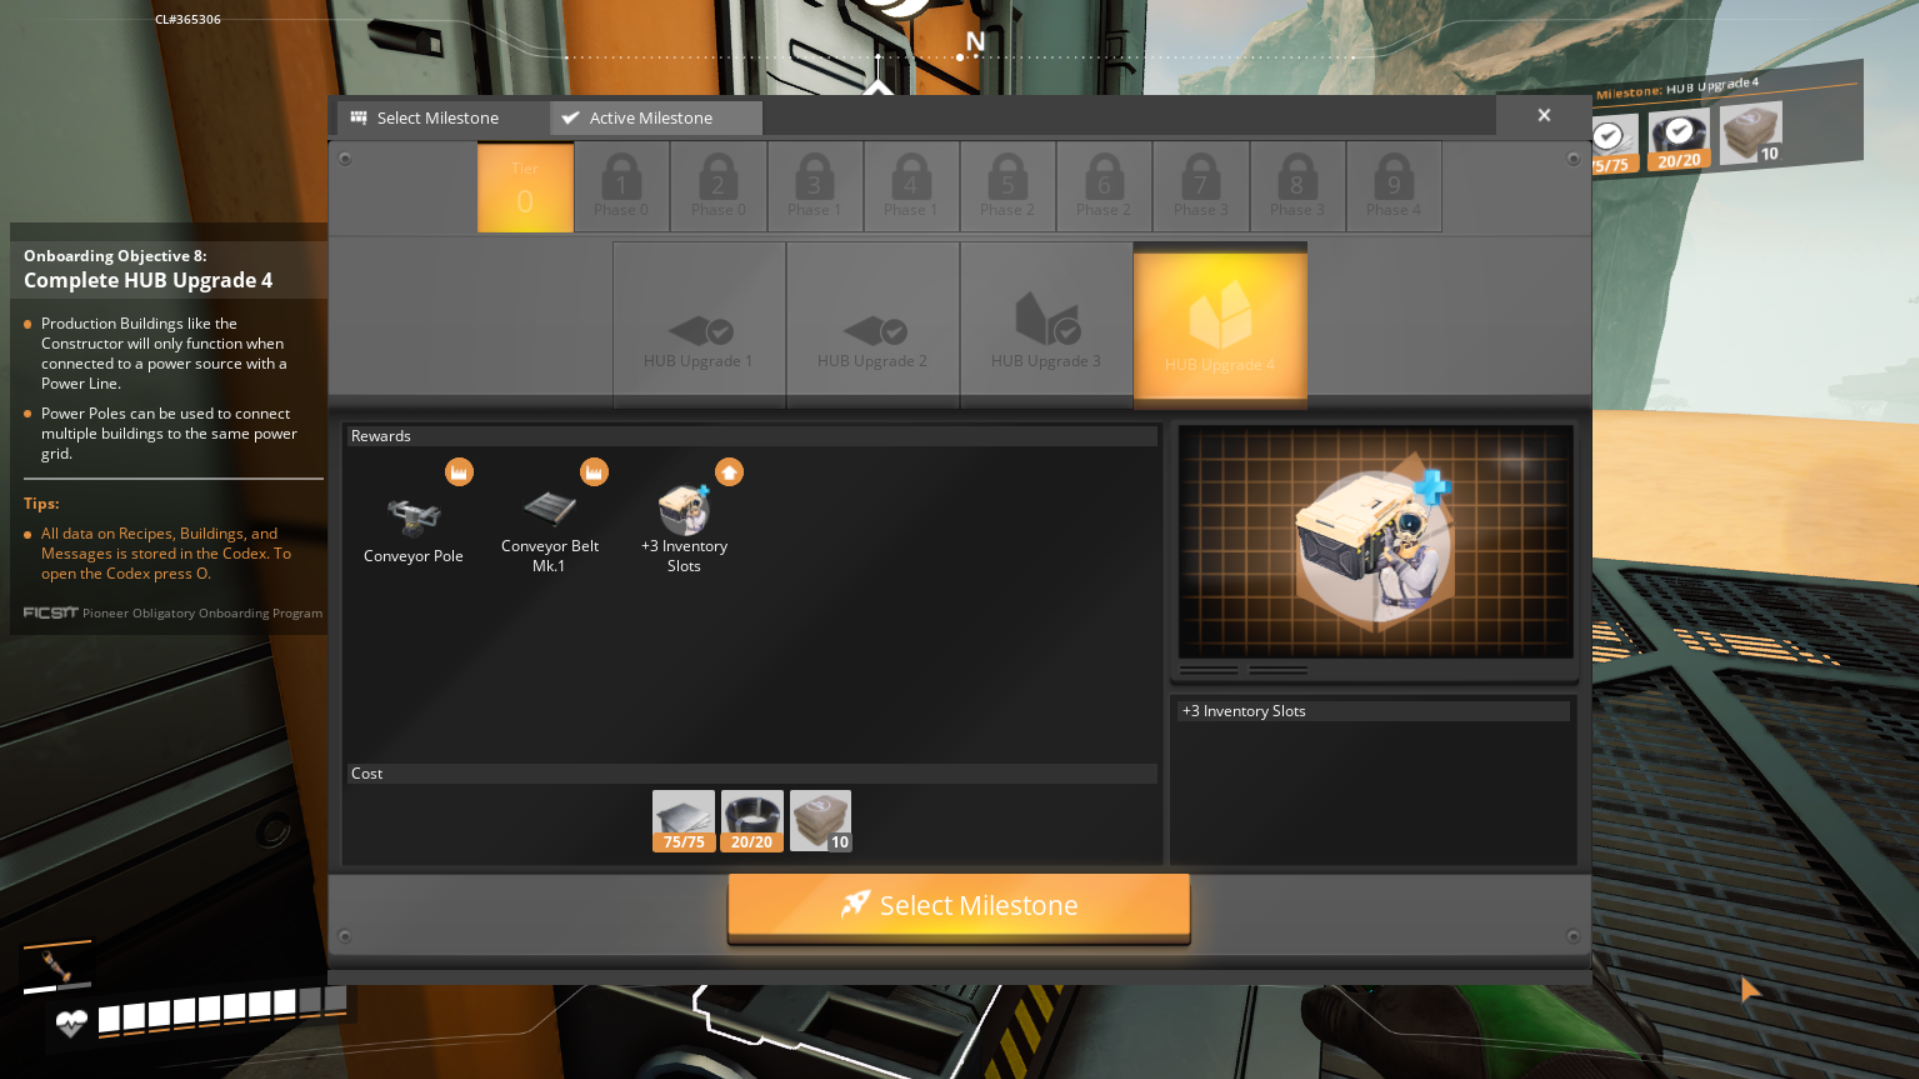 CL#365306
N
Select Milestone
Active Milestone
Milestone: HUB Upgrade 4
75/75
20/20
10
Tier
0
1
Phase 0
2
Phase 0
3
Phase 1
4
Phase 1
5
Phase 2
6
Phase 2
7
Phase 3
8
Phase 3
9
Phase 4
HUB Upgrade 1
HUB Upgrade 2
HUB Upgrade 3
HUB Upgrade 4
Onboarding Objective 8:
Complete HUB Upgrade 4
Production Buildings like the
Constructor will only function when
connected to a power source with a
Power Line.
Power Poles can be used to connect
multiple buildings to the same power
grid.
Tips:
All data on Recipes, Buildings, and
Messages is stored in the Codex. To
open the Codex press O.
FICSIT Pioneer Obligatory Onboarding Program
Rewards
Conveyor Pole
Conveyor Belt
Mk.1
+3 Inventory
Slots
+3 Inventory Slots
Cost
75/75
20/20
10
Select Milestone